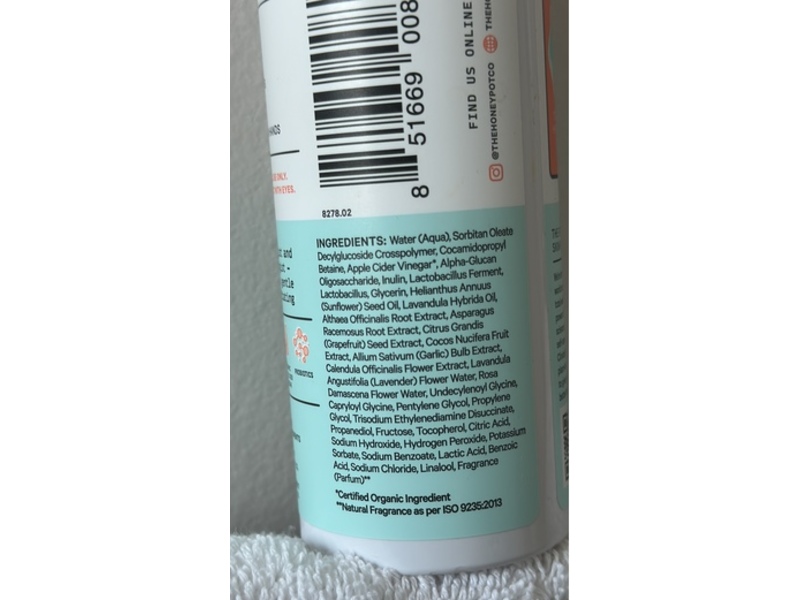 8 51669 008
FIND US ONLINE
@THEHONEYPOTCO
THEHO
8278.02
HANDS
ONLY.
WITH EYES.
INGREDIENTS: Water (Aqua), Sorbitan Oleate
Decylglucoside Crosspolymer, Cocamidopropyl
Betaine, Apple Cider Vinegar*, Alpha-Glucan
Oligosaccharide, Inulin, Lactobacillus Ferment,
Lactobacillus, Glycerin, Helianthus Annuus
(Sunflower) Seed Oil, Lavandula Hybrida Oil,
Althaea Officinalis Root Extract, Asparagus
Racemosus Root Extract, Citrus Grandis
(Grapefruit) Seed Extract, Cocos Nucifera Fruit
Extract, Allium Sativum (Garlic) Bulb Extract,
Calendula Officinalis Flower Extract, Lavandula
Angustifolia (Lavender) Flower Water, Rosa
Damascena Flower Water, Undecylenoyl Glycine,
Capryloyl Glycine, Pentylene Glycol, Propylene
Glycol, Trisodium Ethylenediamine Disuccinate,
Propanediol, Fructose, Tocopherol, Citric Acid,
Sodium Hydroxide, Hydrogen Peroxide, Potassium
Sorbate, Sodium Benzoate, Lactic Acid, Benzoic
Acid, Sodium Chloride, Linalool, Fragrance
(Parfum)**
*Certified Organic Ingredient
**Natural Fragrance as per ISO 9235:2013
and
PROBIOTICS